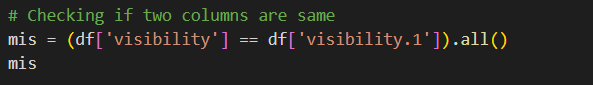 # Checking if two columns are same
mis = (df['visibility'] == df['visibility.1']).all()
mis